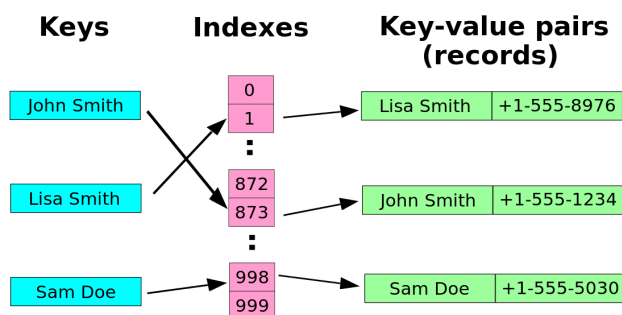 Keys
Indexes
Key-value pairs
(records)
John Smith
Lisa Smith
Sam Doe
0
1
:
872
873
:
998
999
Lisa Smith +1-555-8976
John Smith +1-555-1234
Sam Doe +1-555-5030